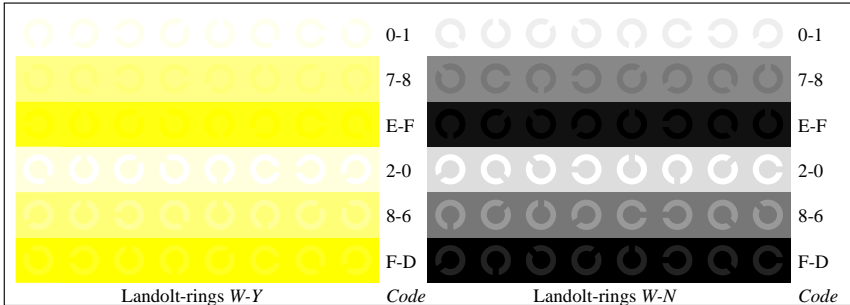 0-1 0-1
7-8 7-8
E-F E-F
2-0 2-0
8-6 8-6
F-D F-D
Landolt-rings W-Y Code Landolt-rings W-N Code